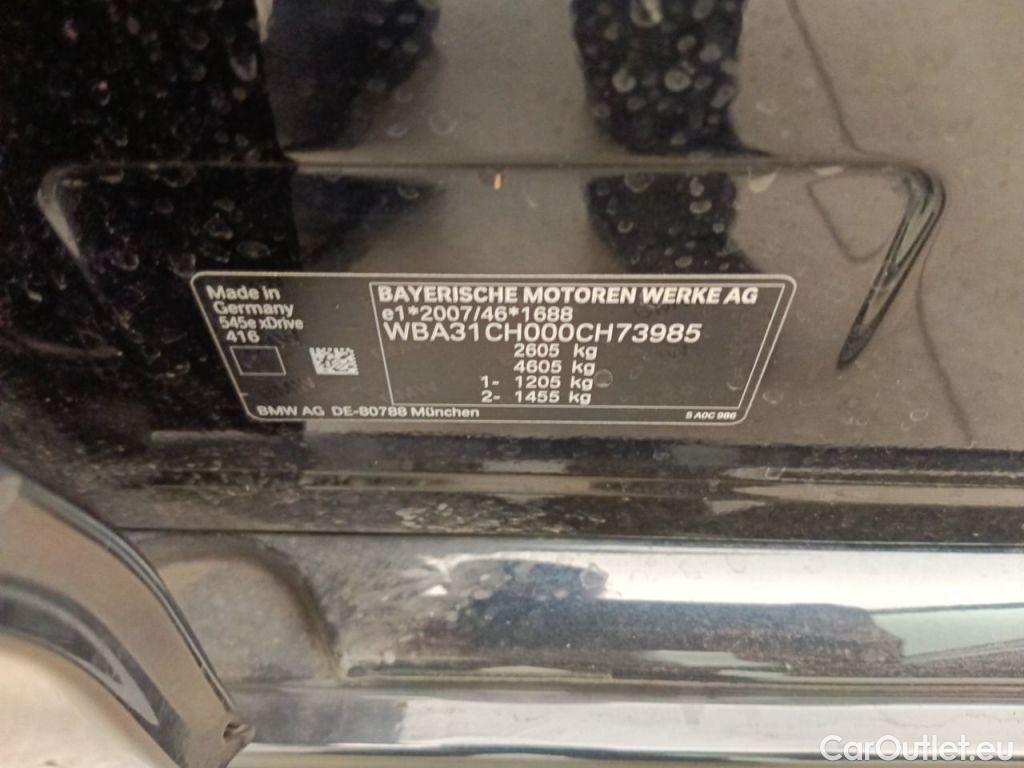 Made in
Germany
545e xDrive
416
BAYERISCHE MOTOREN WERKE AG
e1*2007/46*1688
WBA31CH000CH73985
2605 kg
4605 kg
1- 1205 kg
2- 1455 kg
BMW AG DE-80788 München
5 A0C 986
CarOutlet.eu